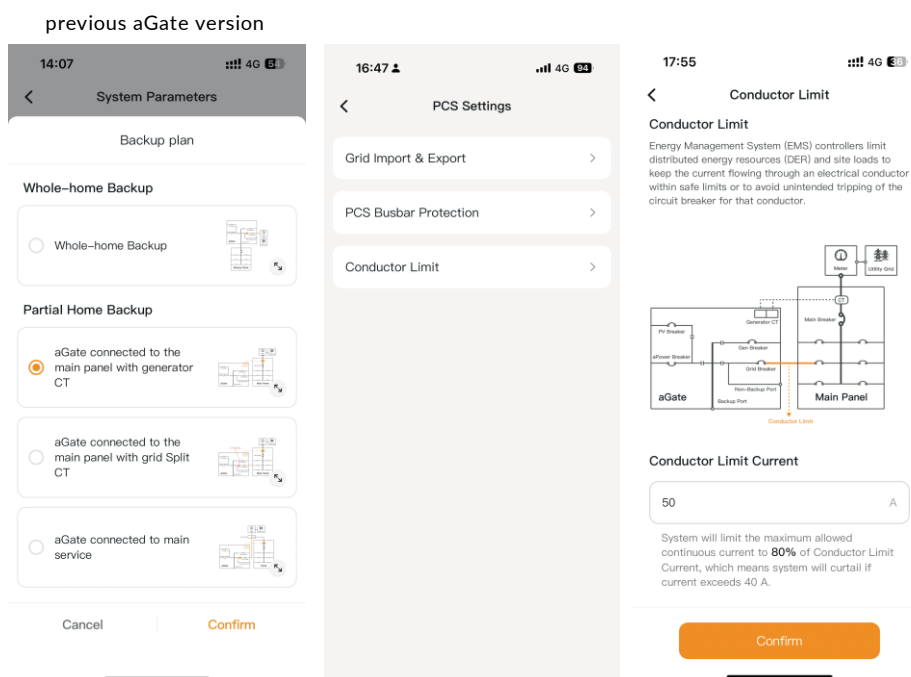 previous aGate version
14:07
4G 54
System Parameters
Backup plan
Whole-home Backup
Whole-home Backup
Partial Home Backup
aGate connected to the
main panel with generator
CT
aGate connected to the
main panel with grid Split
CT
aGate connected to main
service
Cancel
Confirm
16:47
4G 94
PCS Settings
Grid Import & Export
PCS Busbar Protection
Conductor Limit
17:55
4G 36
Conductor Limit
Conductor Limit
Energy Management System (EMS) controllers limit
distributed energy resources (DER) and site loads to
keep the current flowing through an electrical conductor
within safe limits or to avoid unintended tripping of the
circuit breaker for that conductor.
Meter
Utility Grid
CT
Generator CT
Main Breaker
PV Breaker
Gen Breaker
aPower Breaker
Grid Breaker
Non-Backup Port
aGate
Backup Port
Main Panel
Conductor Limit
Conductor Limit Current
50 A
System will limit the maximum allowed
continuous current to 80% of Conductor Limit
Current, which means system will curtail if
current exceeds 40 A.
Confirm